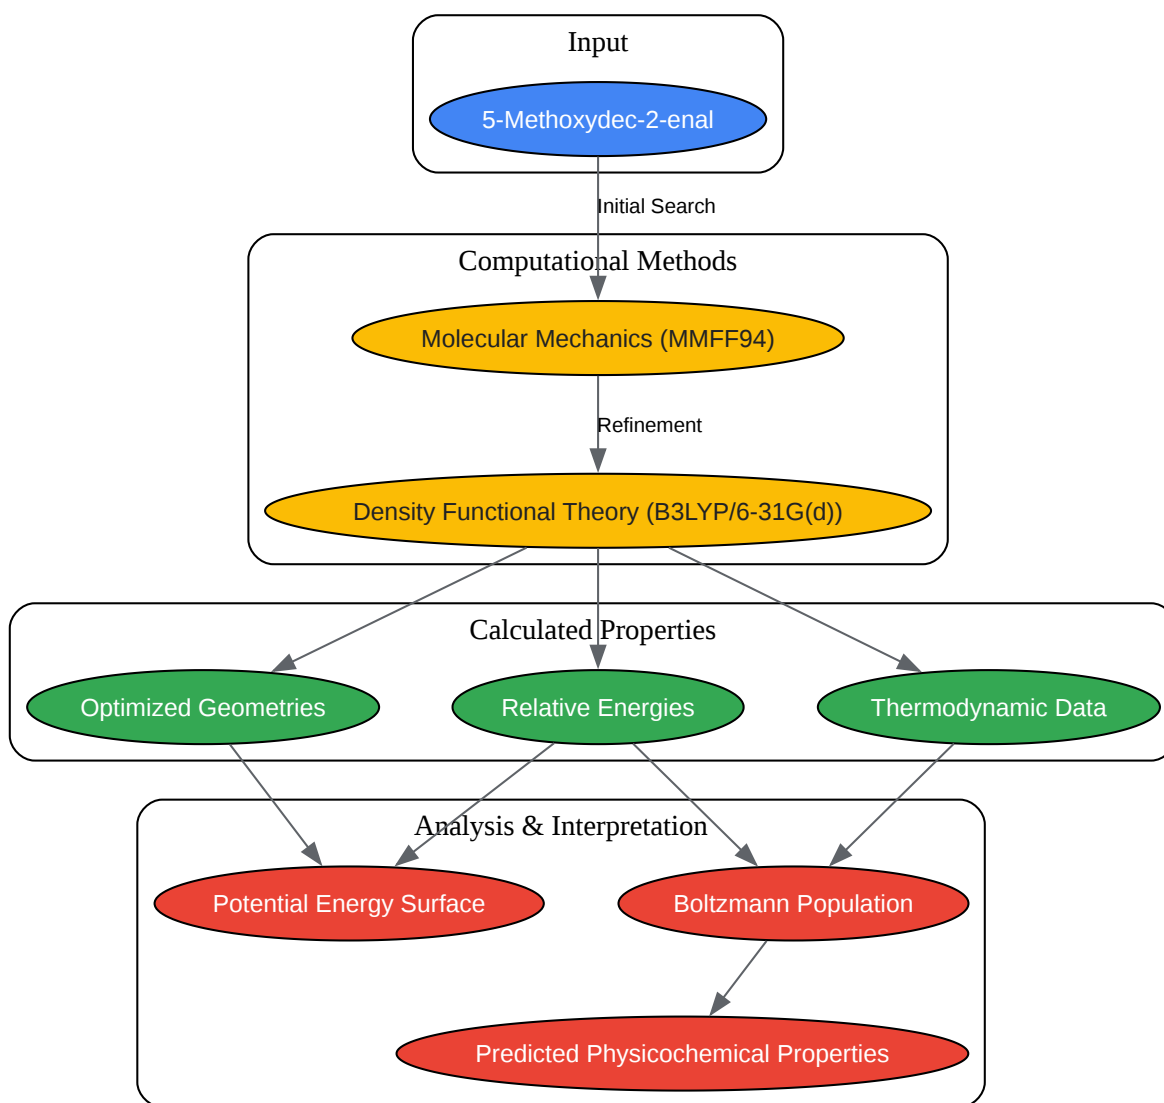 Input
5-Methoxydec-2-enal
Initial Search
Computational Methods
Molecular Mechanics (MMFF94)
Refinement
Density Functional Theory (B3LYP/6-31G(d))
Calculated Properties
Optimized Geometries
Relative Energies
Thermodynamic Data
Analysis & Interpretation
Potential Energy Surface
Boltzmann Population
Predicted Physicochemical Properties